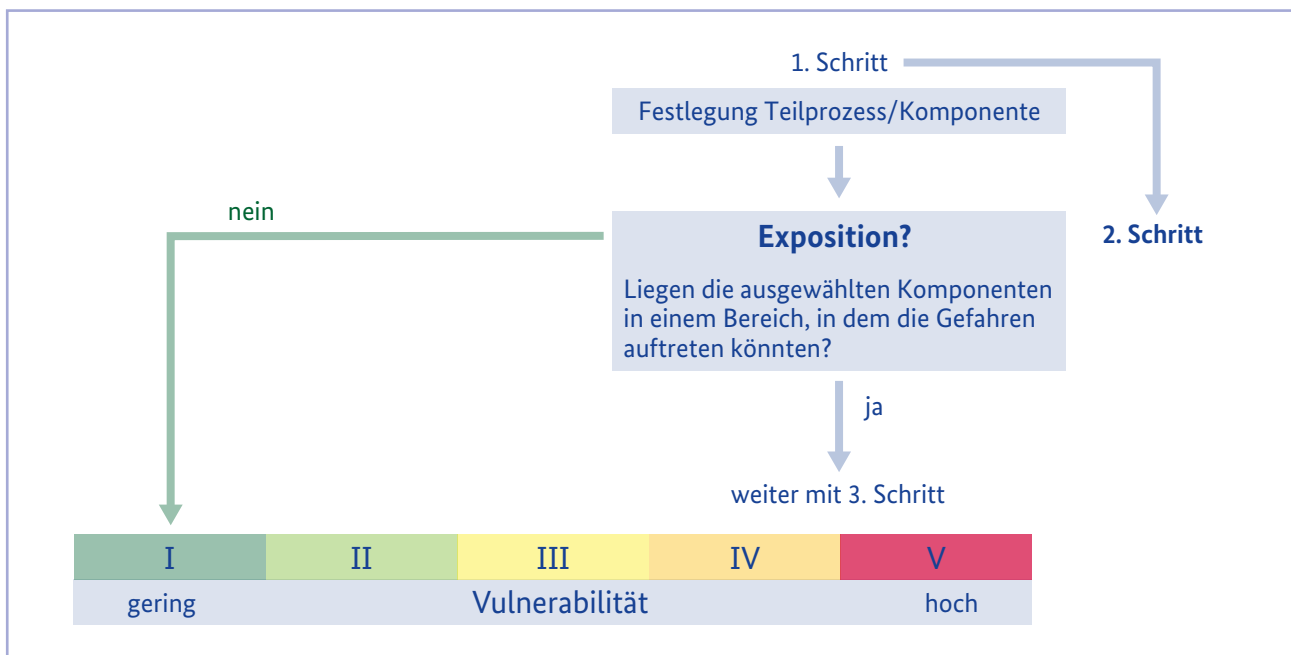 1. Schritt
Festlegung Teilprozess/Komponente
nein
Exposition?
2. Schritt
Liegen die ausgewählten Komponenten
in einem Bereich, in dem die Gefahren
auftreten könnten?
ja
weiter mit 3. Schritt
I II III IV V
gering Vulnerabilität hoch